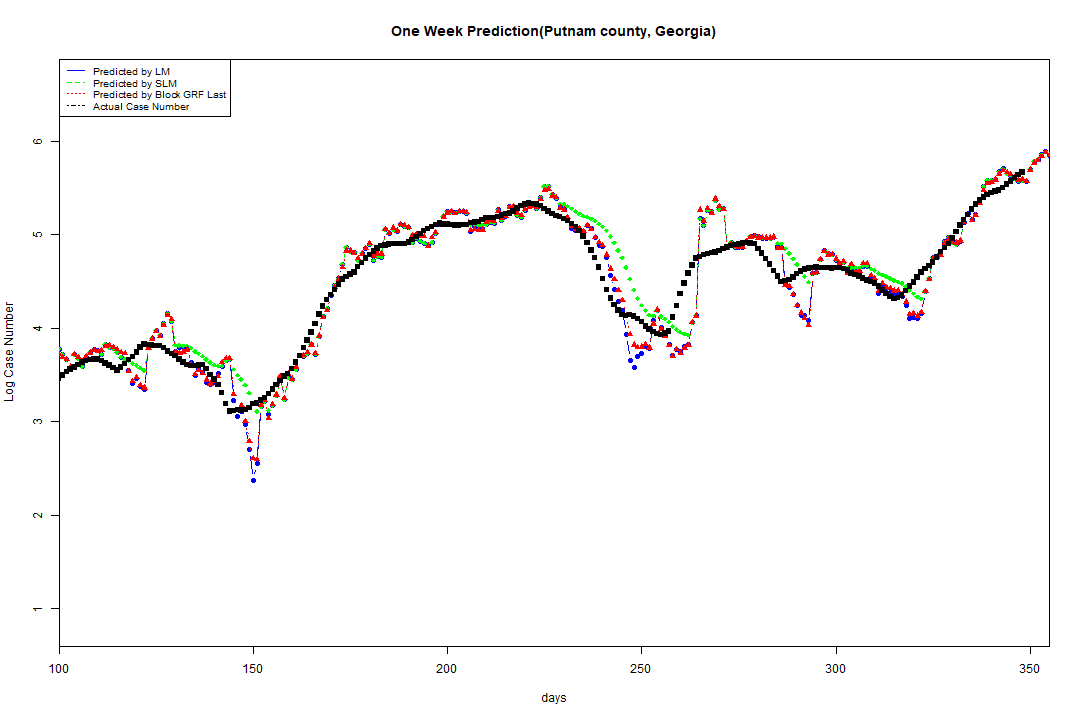 One Week Prediction(Putnam county, Georgia)
Predicted by LM
Predicted by SLM
Predicted by Block GRF Last
Actual Case Number
6
5
4
3
2
1
Log Case Number
100 150 200 250 300 350
days